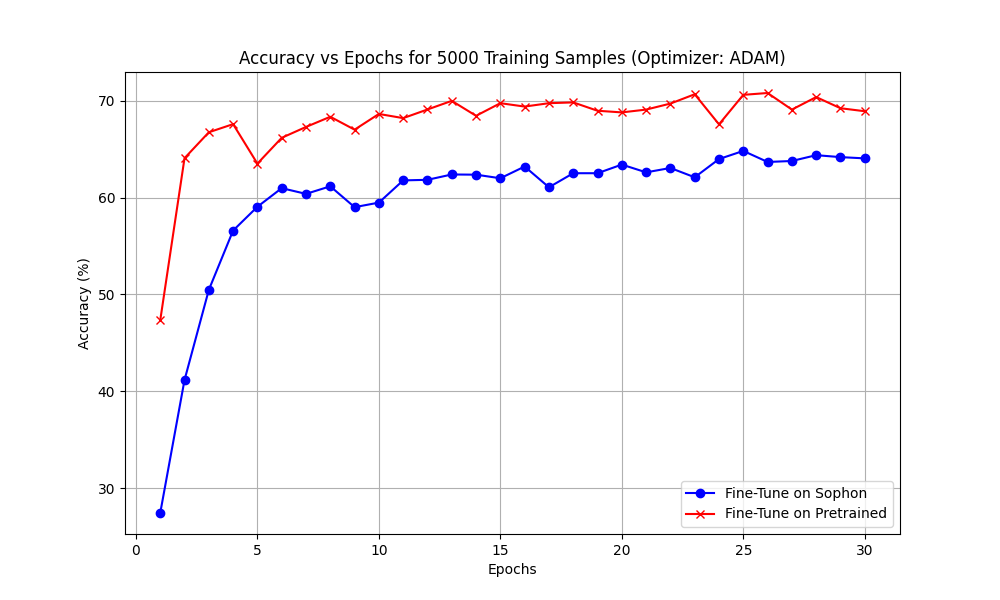 Accuracy vs Epochs for 5000 Training Samples (Optimizer: ADAM)
Accuracy (%)
70
60
50
40
30
0 5 10 15 20 25 30
Epochs
Fine-Tune on Sophon
Fine-Tune on Pretrained